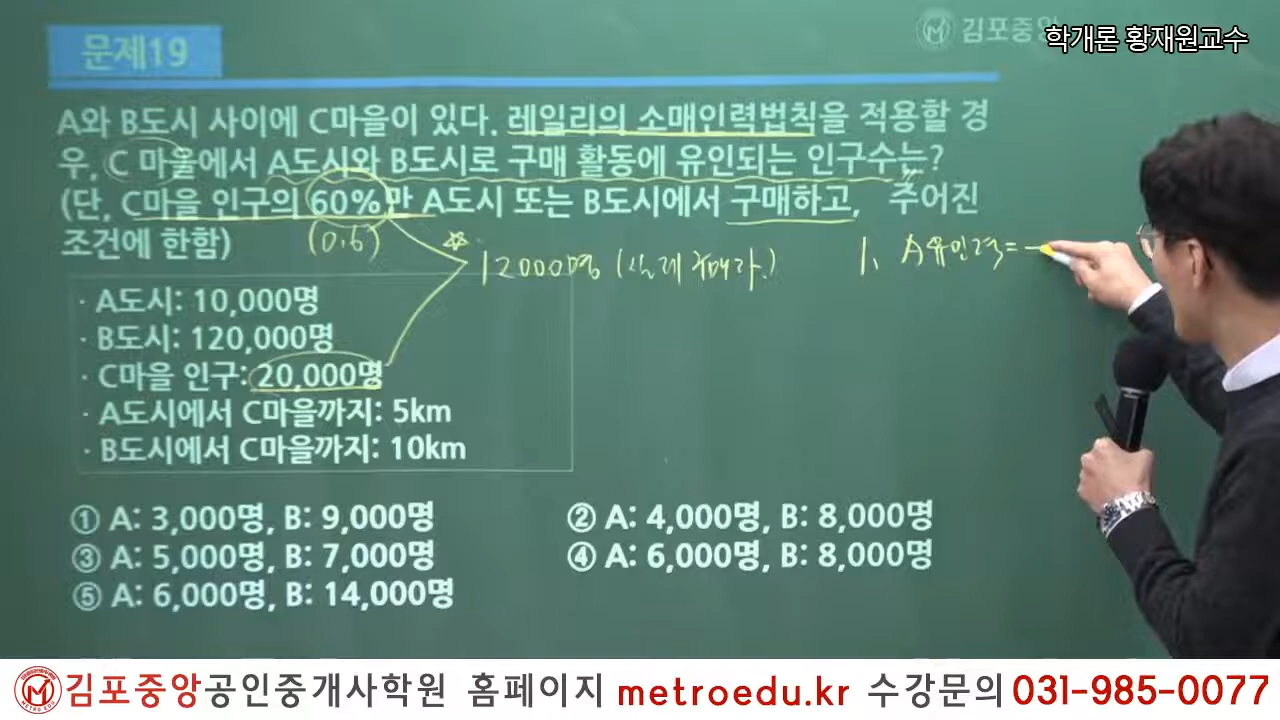 김포중앙
학개론 황재원교수
문제19
A와 B도시 사이에 C마을이 있다. 레일리의 소매인력법칙을 적용할 경
우, C 마을에서 A도시와 B도시로 구매 활동에 유인되는 인구수는?
(단, C마을 인구의 60%만 A도시 또는 B도시에서 구매하고, 주어진
조건에 한함)
(0.6)
12000명 (실제 구매자.)
1. A유인력=
· A도시: 10,000명
· B도시: 120,000명
· C마을 인구: 20,000명
· A도시에서 C마을까지: 5km
· B도시에서 C마을까지: 10km
① A: 3,000명, B: 9,000명
② A: 4,000명, B: 8,000명
③ A: 5,000명, B: 7,000명
④ A: 6,000명, B: 8,000명
⑤ A: 6,000명, B: 14,000명
김포중앙공인중개사학원 홈페이지 metroedu.kr 수강문의 031-985-0077